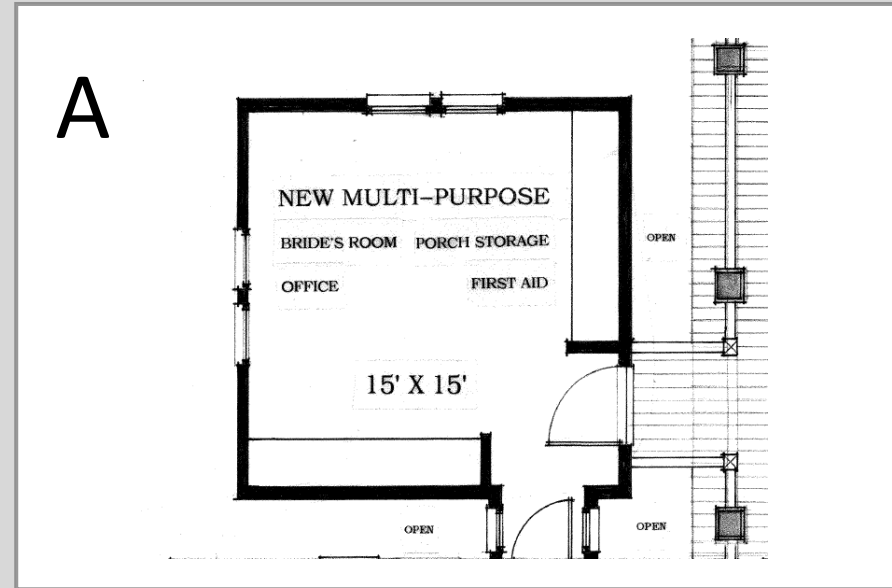 A
NEW MULTI-PURPOSE
BRIDE'S ROOM PORCH STORAGE
OPEN
OFFICE FIRST AID
15' X 15'
OPEN OPEN